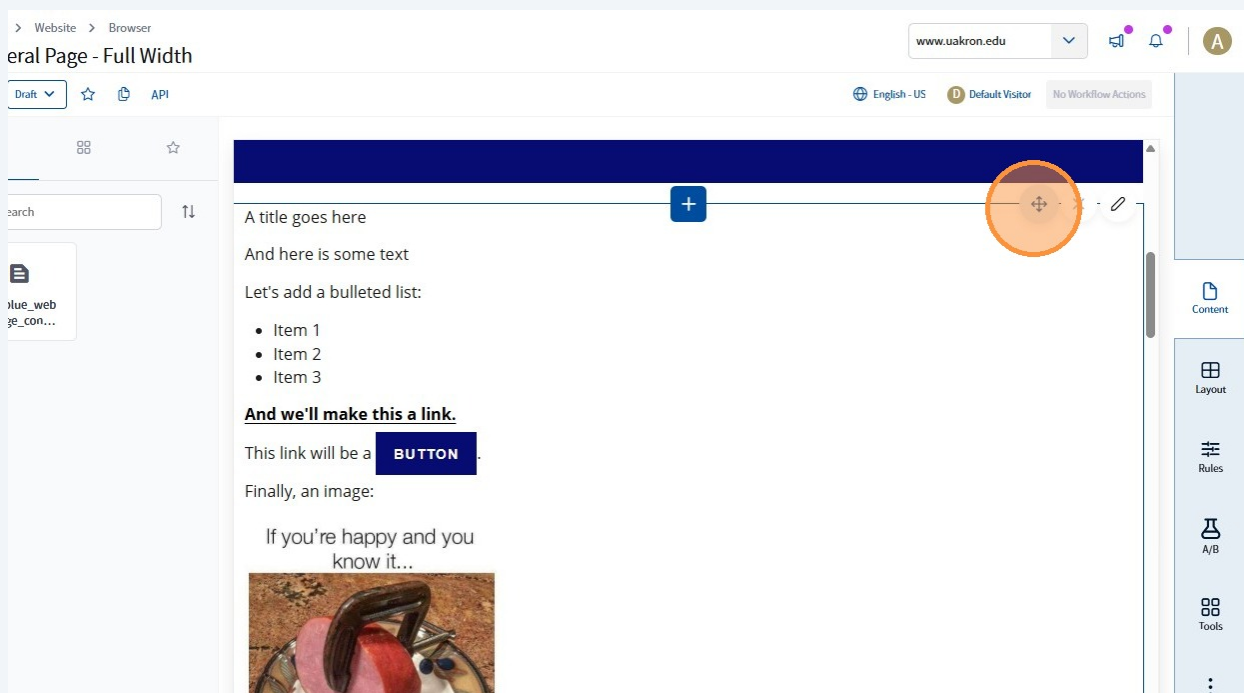 Website Browser
eral Page - Full Width
www.uakron.edu
A
Draft
API
English - US
D Default Visitor
No Workflow Actions
earch
blue_web
ge_con...
A title goes here
And here is some text
Let's add a bulleted list:
Item 1
Item 2
Item 3
And we'll make this a link.
This link will be a BUTTON.
Finally, an image:
If you're happy and you
know it...
Content
Layout
Rules
A/B
Tools